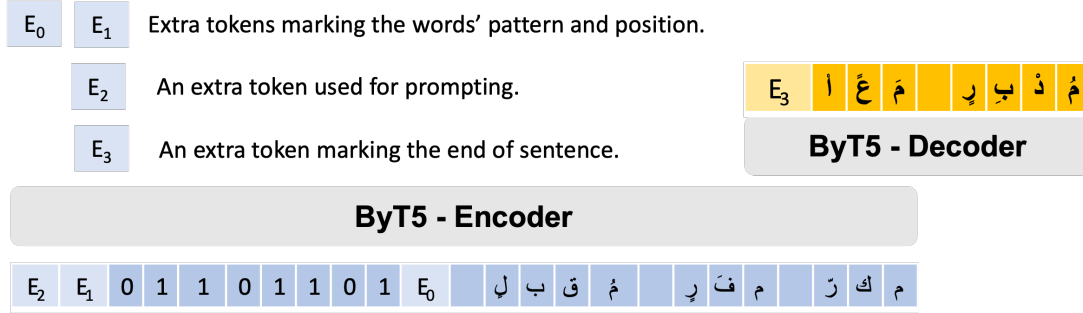 E0 E1 Extra tokens marking the words' pattern and position.
E2 An extra token used for prompting.
مُ دْ بِ رٍ مَ عً اْ E3
E3 An extra token marking the end of sentence.
ByT5 - Decoder
ByT5 - Encoder
م ك رّ م فَ رٍ مُ ق ب لٍ E0 1 0 1 1 0 1 1 0 E1 E2